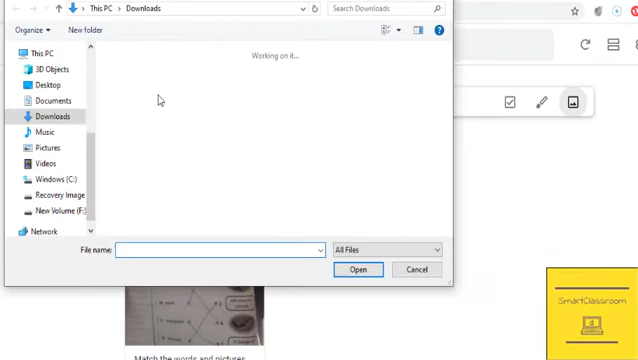 This PC › Downloads
Search Downloads
Organize
New folder
Working on it...
This PC
3D Objects
Desktop
Documents
Downloads
Music
Pictures
Videos
Windows (C:)
Recovery Image
New Volume (F:)
Network
File name:
All Files
Open
Cancel
SmartClassroom
Match the words and pictures